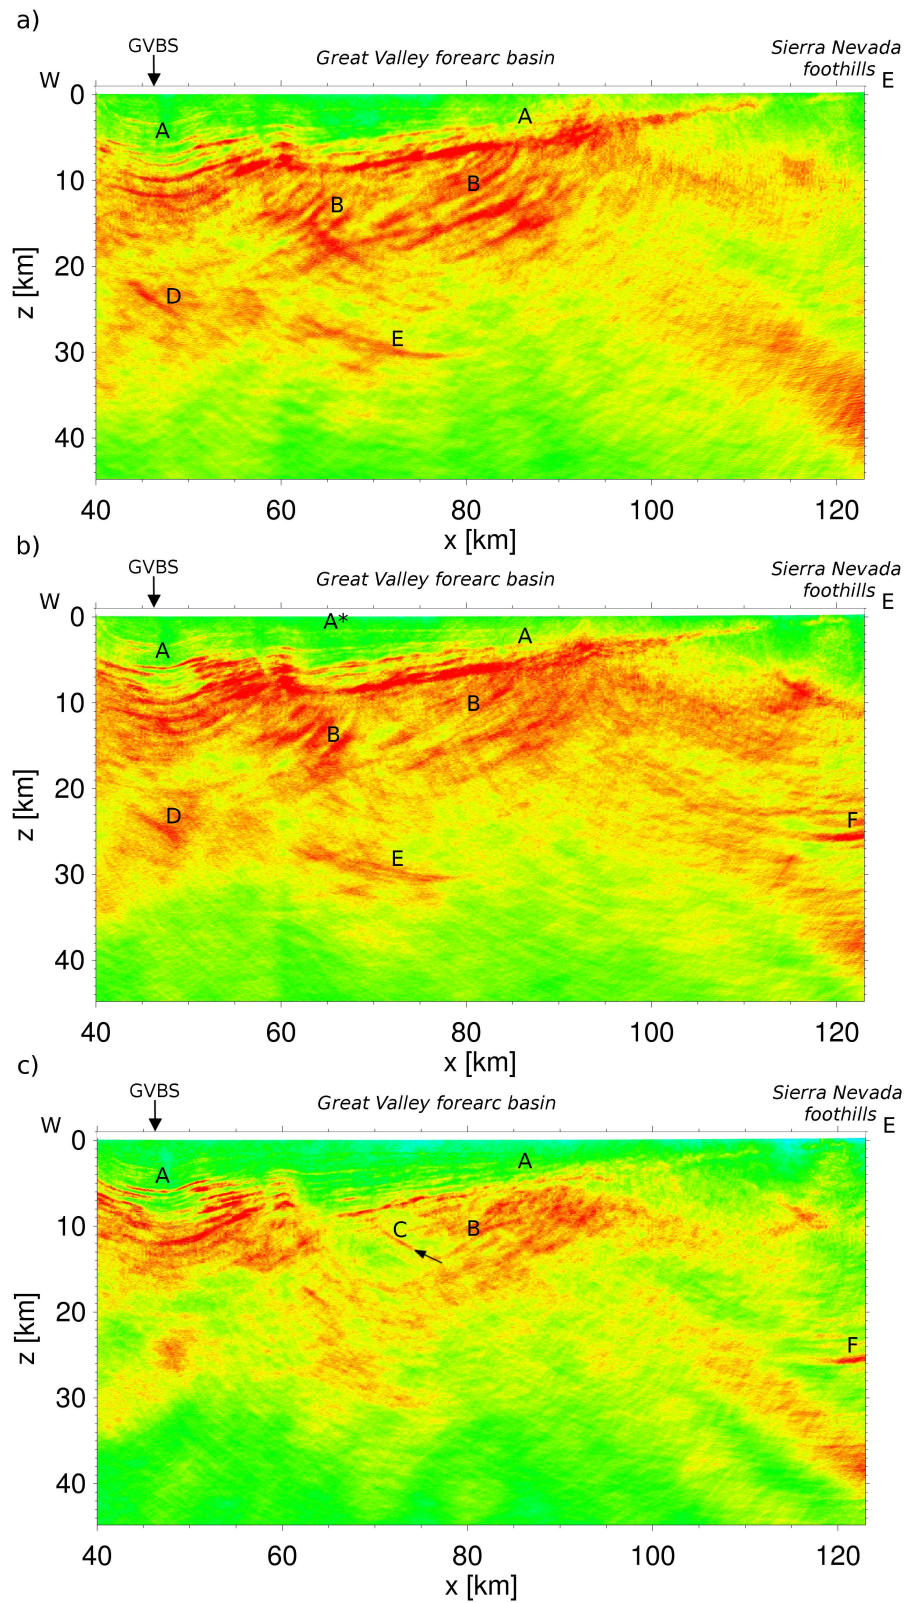 a)
GVBS
Great Valley forearc basin
Sierra Nevada
foothills
W
E
0
A
A
10
B
B
z [km]
20
D
E
30
40
40
60
80
100
120
x [km]
b)
GVBS
Great Valley forearc basin
Sierra Nevada
foothills
W
E
0
A*
A
A
10
B
B
z [km]
20
D
F
E
30
40
40
60
80
100
120
x [km]
c)
GVBS
Great Valley forearc basin
Sierra Nevada
foothills
W
E
0
A
A
10
C
B
z [km]
20
F
30
40
40
60
80
100
120
x [km]